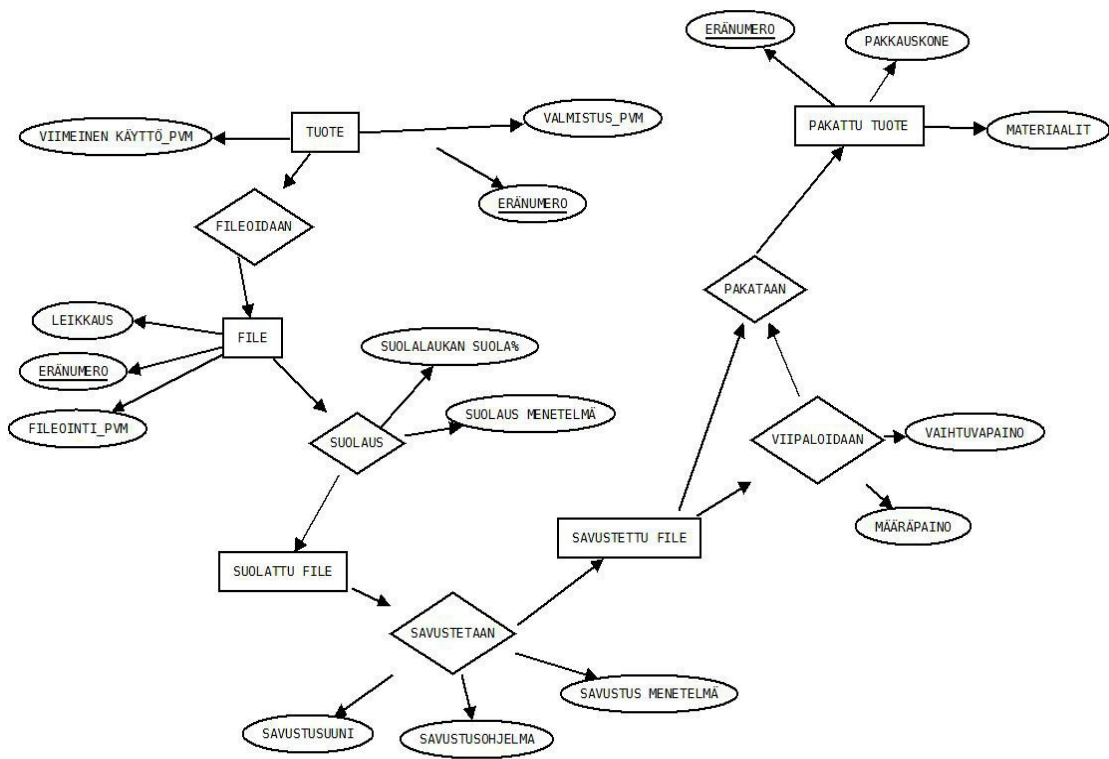 ERÄNUMERO
PAKKAUSKONE
VIIMEINEN KÄYTTÖ_PVM
TUOTE
VALMISTUS_PVM
PAKATTU TUOTE
MATERIAALIT
ERÄNUMERO
FILEOIDAAN
PAKATAAN
LEIKKAUS
FILE
SUOLALAUKAN SUOLA%
ERÄNUMERO
FILEOINTI_PVM
SUOLAUS MENETELMÄ
SUOLAUS
VIIPALOIDAAN
VAIHTUVAPAINO
MÄÄRÄPAINO
SAVUSTETTU FILE
SUOLATTU FILE
SAVUSTETAAN
SAVUSTUS MENETELMÄ
SAVUSTUSUUNI
SAVUSTUSOHJELMA